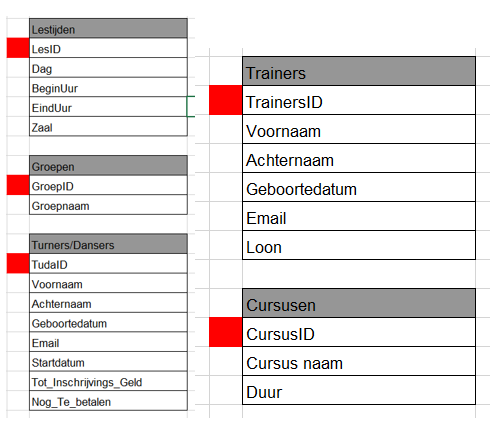 Lestijden
LesID
Dag
BeginUur
EindUur
Zaal
Groepen
GroepID
Groepnaam
Turners/Dansers
TudaID
Voornaam
Achternaam
Geboortedatum
Email
Startdatum
Tot_Inschrijvings_Geld
Nog_Te_betalen
Trainers
TrainersID
Voornaam
Achternaam
Geboortedatum
Email
Loon
Cursusen
CursusID
Cursus naam
Duur